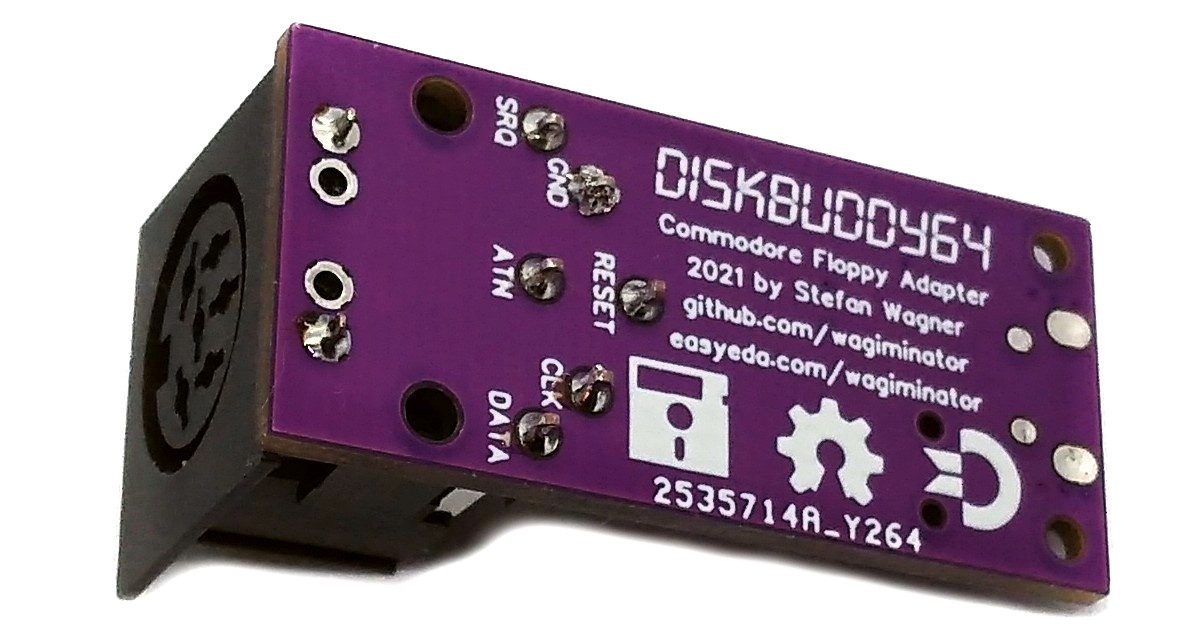 SRQ
GND
ATN
RESET
CLK
DATA
DISKBUDDY64
Commodore Floppy Adapter
2021 by Stefan Wagner
github.com/wagiminator
easyeda.com/wagiminator
2535714A_Y264